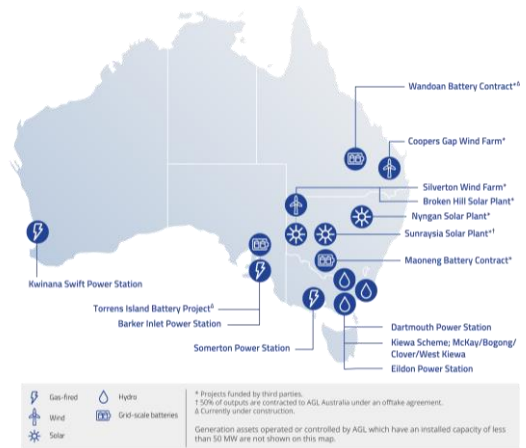 Wandoan Battery Contract*ᐃ
Coopers Gap Wind Farm*
Silverton Wind Farm*
Broken Hill Solar Plant*
Nyngan Solar Plant*
Sunraysia Solar Plant*†
Maoneng Battery Contract*
Kwinana Swift Power Station
Torrens Island Battery Projectᐃ
Barker Inlet Power Station
Somerton Power Station
Dartmouth Power Station
Kiewa Scheme; McKay/Bogong/
Clover/West Kiewa
Eildon Power Station
Gas-fired
Hydro
Wind
Grid-scale batteries
Solar
* Projects funded by third parties.
† 50% of outputs are contracted to AGL Australia under an offtake agreement.
Δ Currently under construction.
Generation assets operated or controlled by AGL which have an installed capacity of less
than 50 MW are not shown on this map.